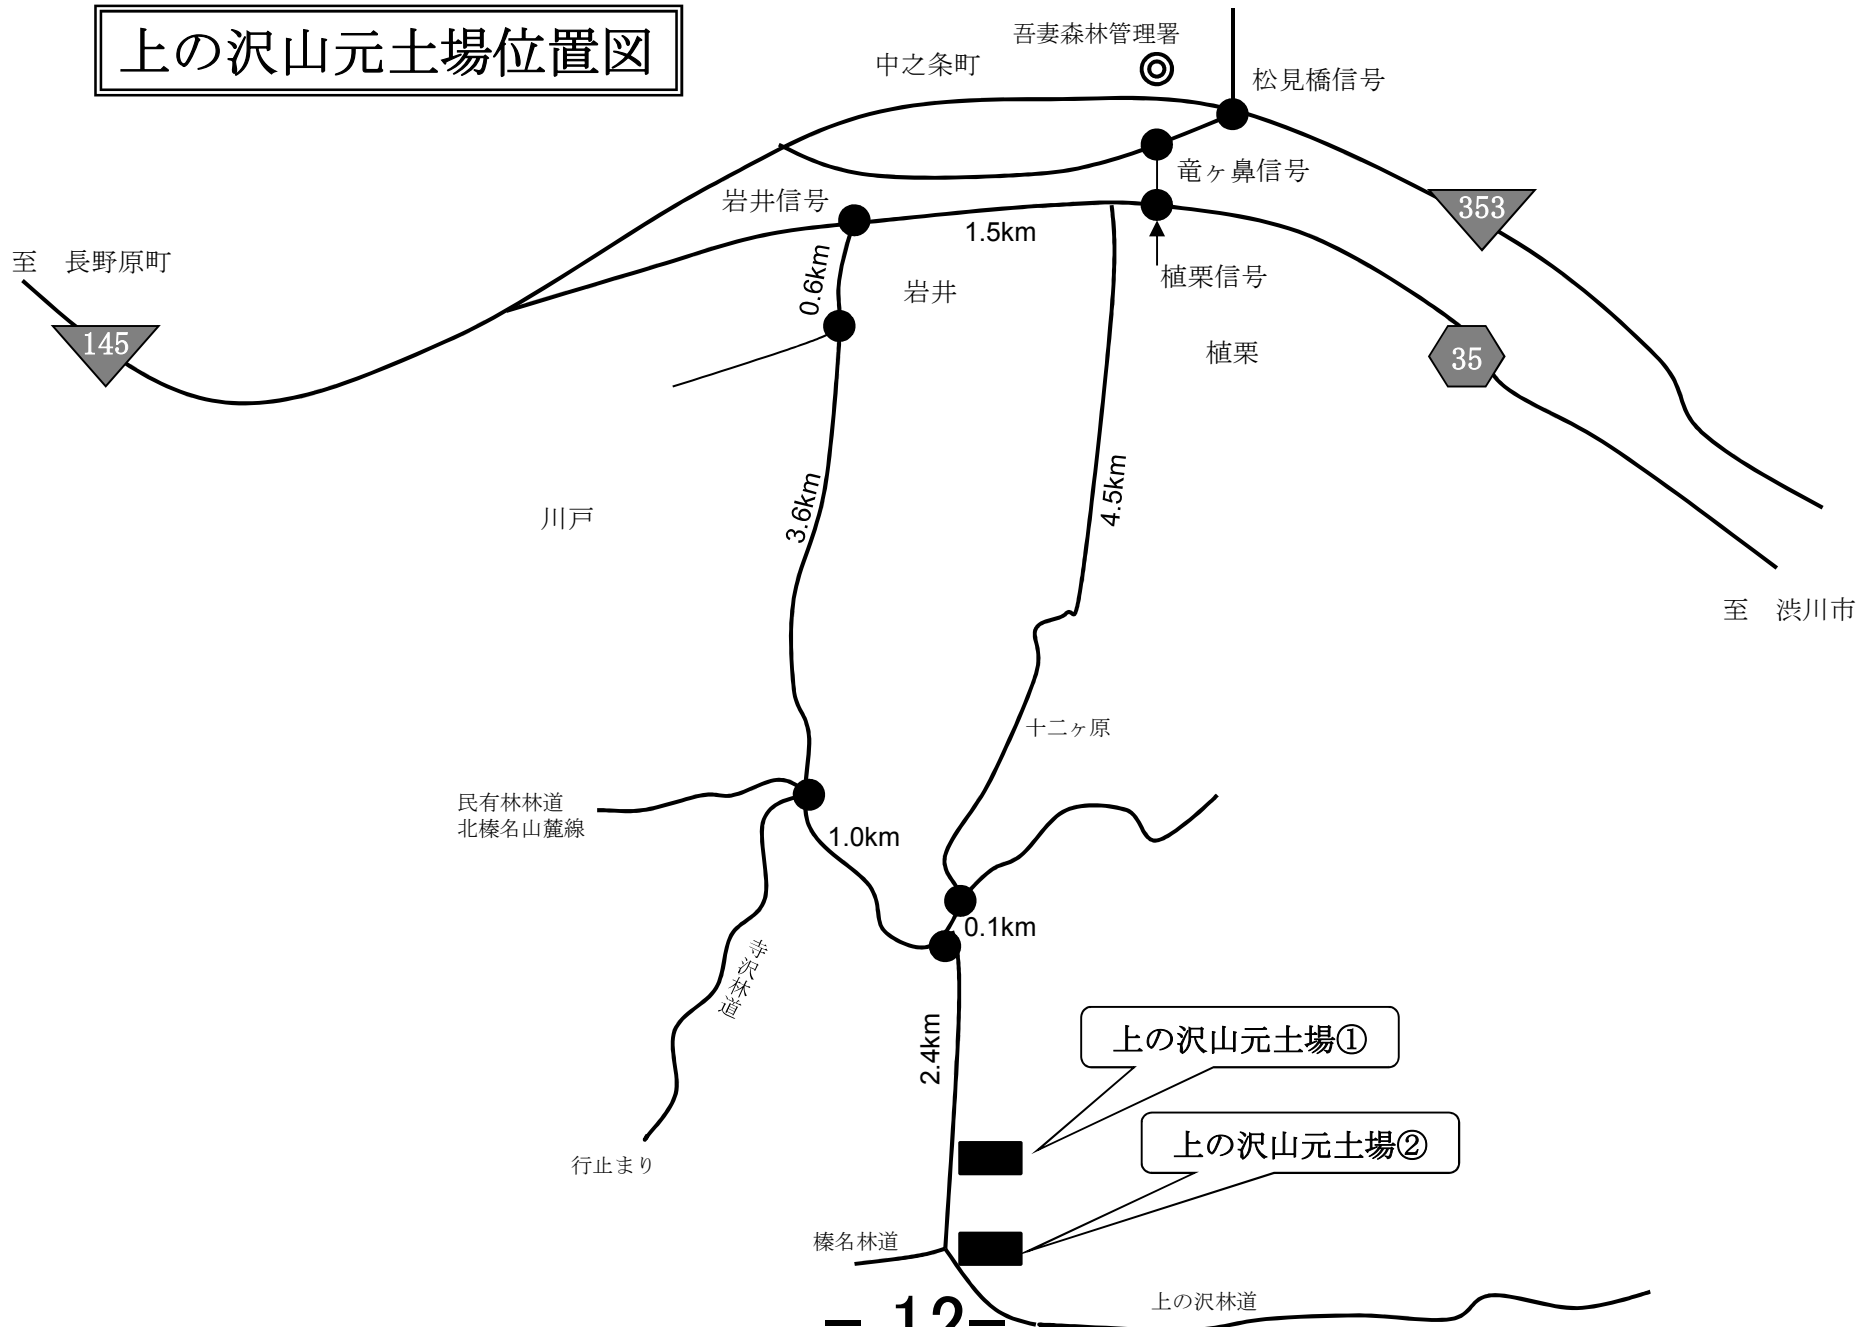 上の沢山元土場位置図
吾妻森林管理署
中之条町
松見橋信号
竜ヶ鼻信号
岩井信号
353
1.5km
至　長野原町
0.6km
植栗信号
岩井
145
植栗
35
3.6km
4.5km
川戸
至　渋川市
十二ヶ原
民有林林道
北榛名山麓線
1.0km
0.1km
寺沢林道
2.4km
上の沢山元土場①
上の沢山元土場②
行止まり
榛名林道
上の沢林道
- 12-